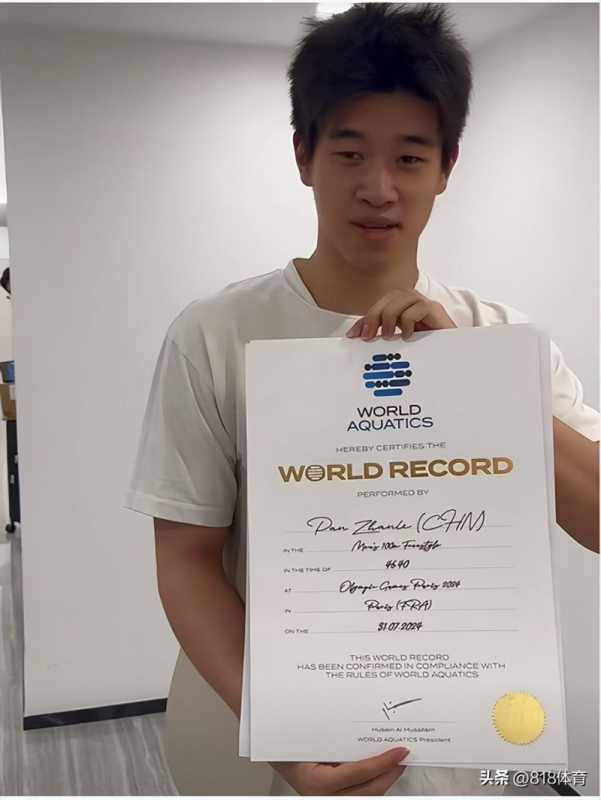 WORLD
AQUATICS
HEREBY CERTIFIES THE
WORLD RECORD
PERFORMED BY
Pan Zhanle (CHN)
IN THE Men's 100m Freestyle
IN THE TIME OF 46.40
AT Olympic Games Paris 2024
IN Paris (FRA)
ON THE 31.07.2024
THIS WORLD RECORD
HAS BEEN CONFIRMED IN COMPLIANCE WITH
THE RULES OF WORLD AQUATICS
Husain Al Musallam
WORLD AQUATICS President
头条 @818体育